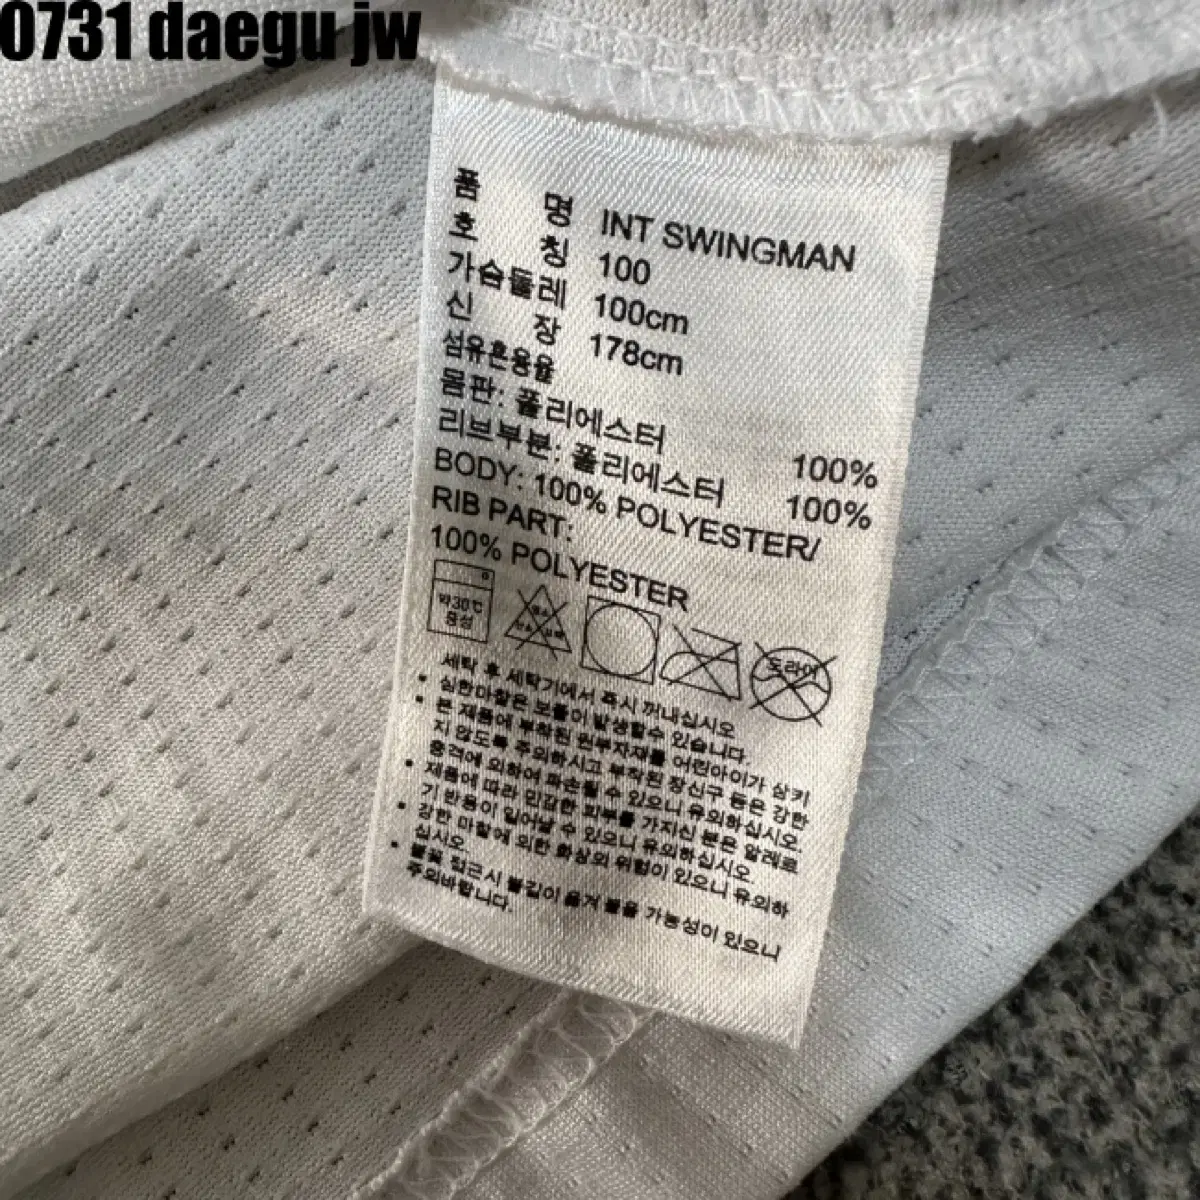 0731 daegu jw
품 명 INT SWINGMAN
호 칭 100
가슴둘레 100cm
신 장 178cm
섬유혼용율
몸판: 폴리에스터 100%
리브부분: 폴리에스터 100%
BODY: 100% POLYESTER/
RIB PART:
100% POLYESTER
약30℃
중성
드라이
세탁 후 세탁기에서 즉시 꺼내십시오
• 심한마찰은 보풀이 발생할수 있습니다.
• 본 제품에 부착된 원부자재를 어린아이가 삼키
지 않도록 주의하시고 부착된 장신구 등은 강한
충격에 의하여 파손될 수 있으니 유의하십시오.
• 제품에 따라 민감한 피부를 가지신 분은 알레르
기 반응이 일어날 수 있으니 유의하십시오
• 강한 마찰에 의한 화상의 위험이 있으니 유의하
십시오.
• 불꽃 접근시 불길이 옮겨 붙을 가능성이 있으니
주의바랍니다.